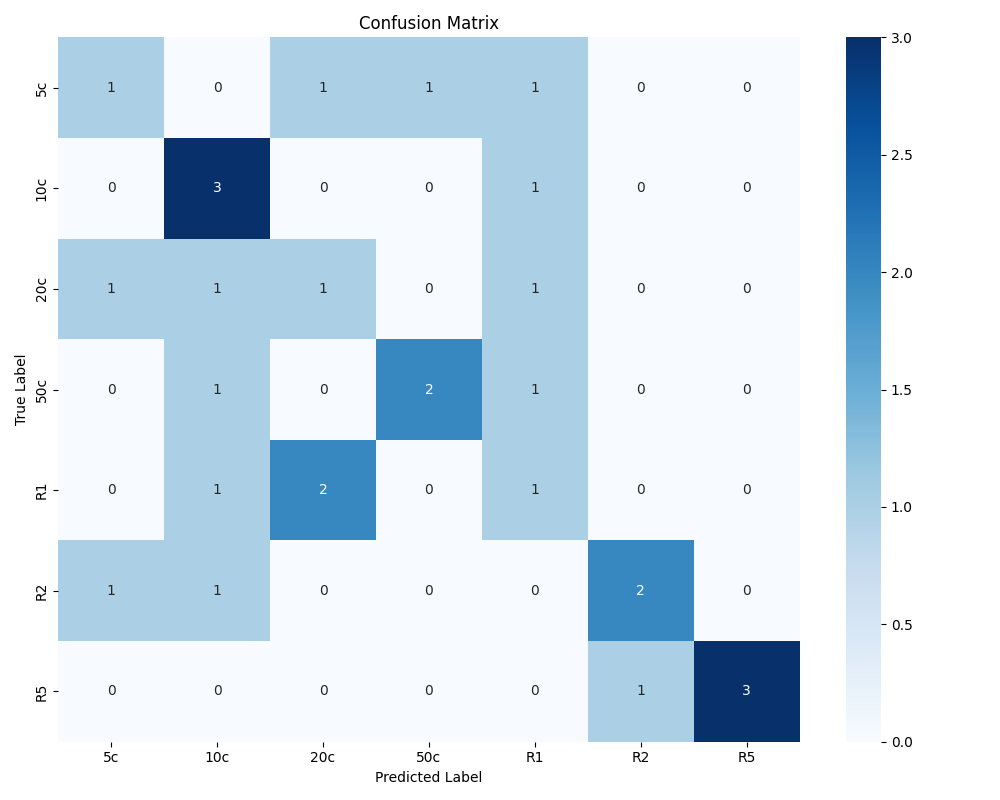 Confusion Matrix
True Label
5c 1 0 1 1 1 0 0
10c 0 3 0 0 1 0 0
20c 1 1 1 0 1 0 0
50c 0 1 0 2 1 0 0
R1 0 1 2 0 1 0 0
R2 1 1 0 0 0 2 0
R5 0 0 0 0 0 1 3
5c 10c 20c 50c R1 R2 R5
Predicted Label
3.0
2.5
2.0
1.5
1.0
0.5
0.0